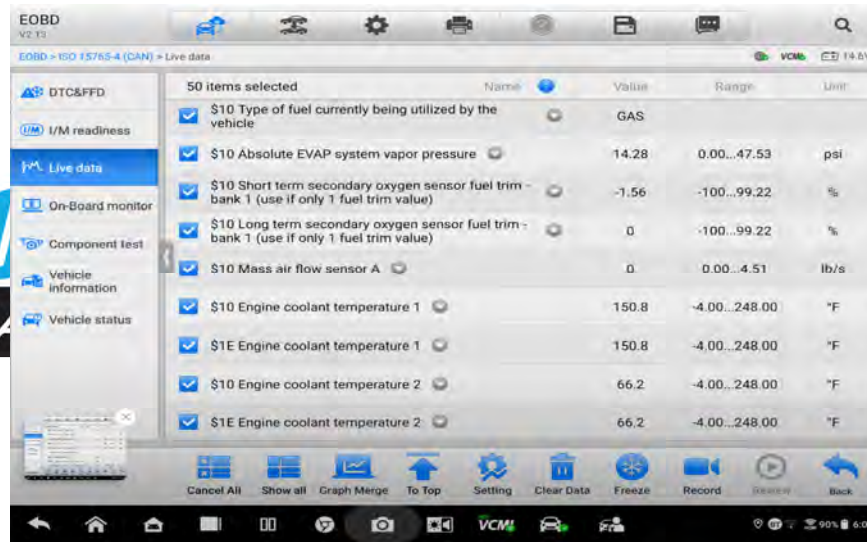 EOBD
EOBD > ISO 15765-4 (CAN) > Live data
VCMI
14.6V
DTC&FFD
I/M readiness
Live data
On-Board monitor
Component test
Vehicle
information
Vehicle status
50 items selected Name Value Range Unit
$10 Type of fuel currently being utilized by the
vehicle GAS
$10 Absolute EVAP system vapor pressure 14.28 0.00...47.53 psi
$10 Short term secondary oxygen sensor fuel trim -
bank 1 (use if only 1 fuel trim value) -1.56 -100...99.22 %
$10 Long term secondary oxygen sensor fuel trim -
bank 1 (use if only 1 fuel trim value) 0 -100...99.22 %
$10 Mass air flow sensor A 0 0.00...4.51 lb/s
$10 Engine coolant temperature 1 150.8 -4.00...248.00 °F
$1E Engine coolant temperature 1 150.8 -4.00...248.00 °F
$10 Engine coolant temperature 2 66.2 -4.00...248.00 °F
$1E Engine coolant temperature 2 66.2 -4.00...248.00 °F
Cancel All Show all Graph Merge To Top Setting Clear Data Freeze Record Review Back
VCMI BT 90% 6:0